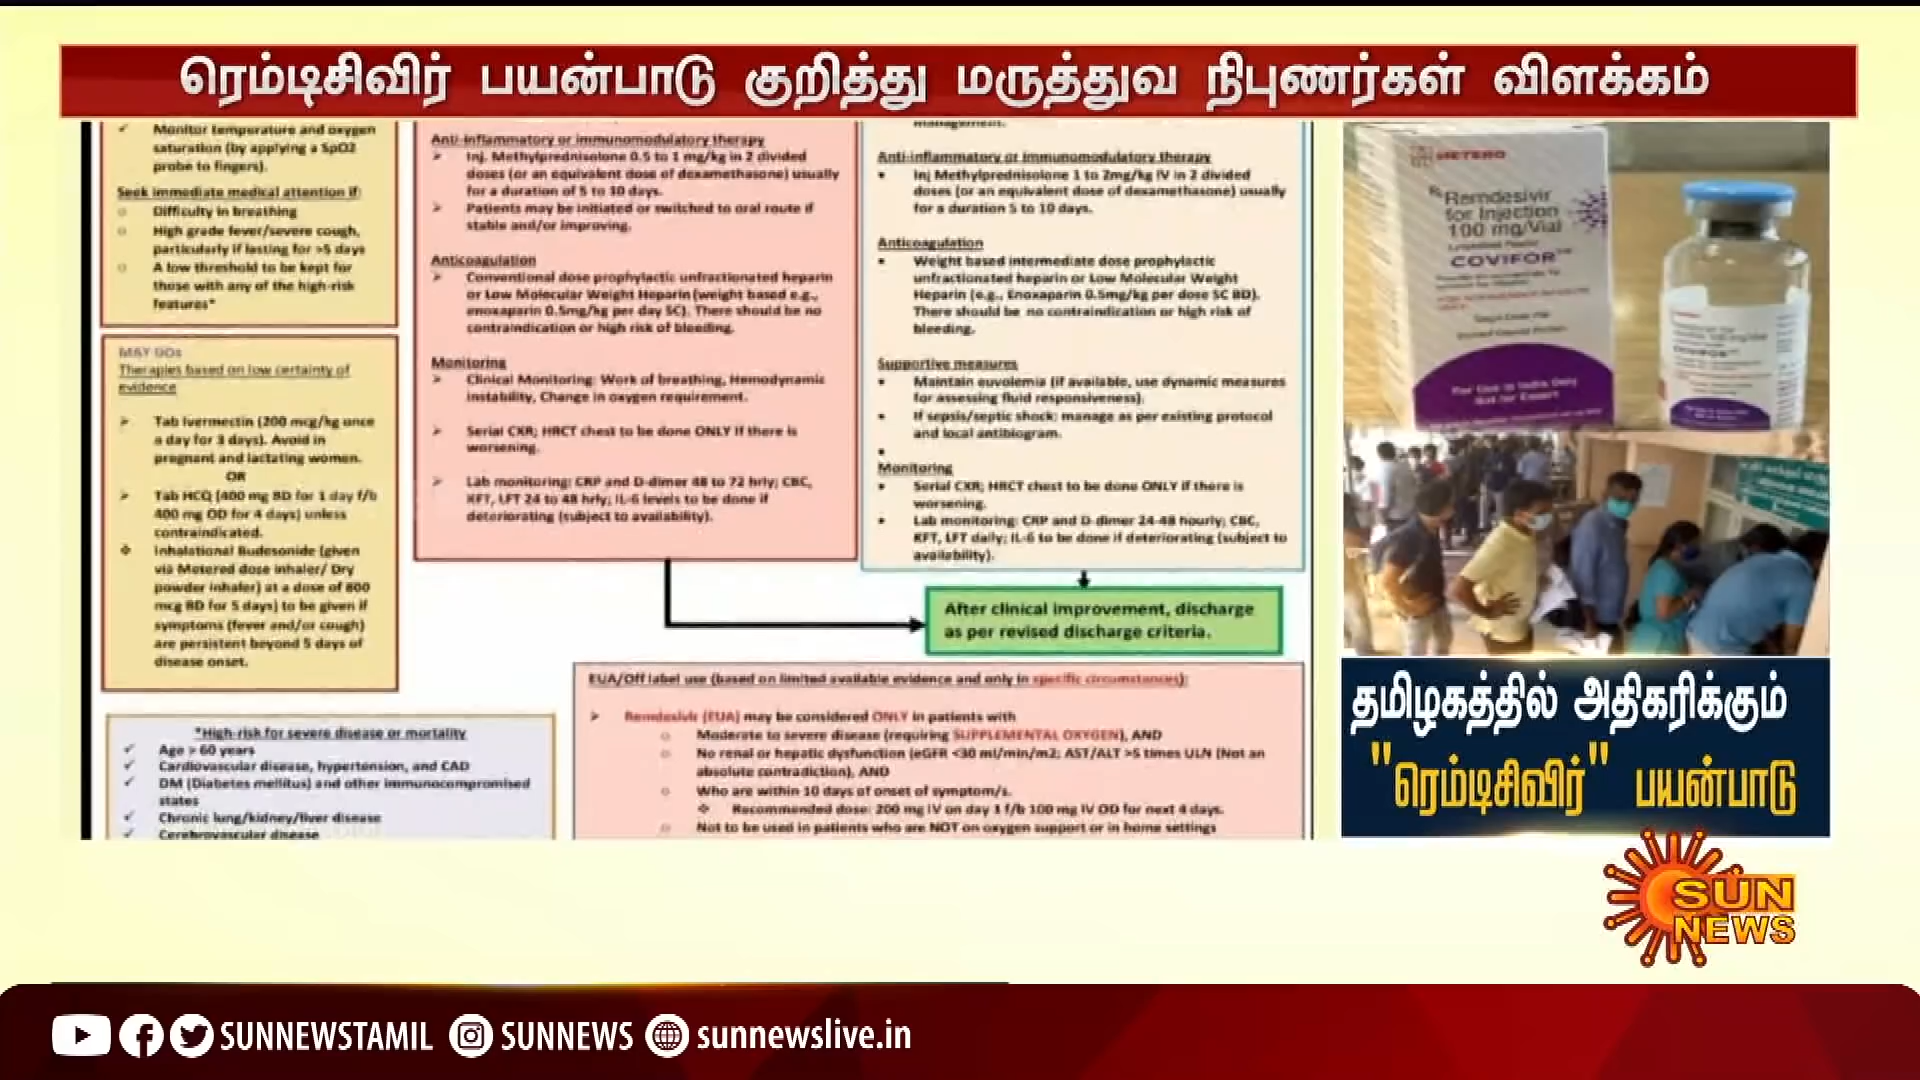 ரெம்டிசிவிர் பயன்பாடு குறித்து மருத்துவ நிபுணர்கள் விளக்கம்
✓ Monitor temperature and oxygen
saturation (by applying a SpO2
probe to fingers).
Seek immediate medical attention if:
○ Difficulty in breathing
○ High grade fever/severe cough,
particularly if lasting for >5 days
○ A low threshold to be kept for
those with any of the high-risk
features*
MAY DOs
Therapies based on low certainty of
evidence
➢ Tab Ivermectin (200 mcg/kg once
a day for 3 days). Avoid in
pregnant and lactating women.
OR
➢ Tab HCQ (400 mg BD for 1 day f/b
400 mg OD for 4 days) unless
contraindicated.
❖ Inhalational Budesonide (given
via Metered dose inhaler/ Dry
powder inhaler) at a dose of 800
mcg BD for 5 days) to be given if
symptoms (fever and/or cough)
are persistent beyond 5 days of
disease onset.
Anti-inflammatory or immunomodulatory therapy
➢ Inj. Methylprednisolone 0.5 to 1 mg/kg in 2 divided
doses (or an equivalent dose of dexamethasone) usually
for a duration of 5 to 10 days.
➢ Patients may be initiated or switched to oral route if
stable and/or improving.
Anticoagulation
➢ Conventional dose prophylactic unfractionated heparin
or Low Molecular Weight Heparin (weight based e.g.,
enoxaparin 0.5mg/kg per day SC). There should be no
contraindication or high risk of bleeding.
Monitoring
➢ Clinical Monitoring: Work of breathing, Hemodynamic
instability, Change in oxygen requirement.
➢ Serial CXR; HRCT chest to be done ONLY if there is
worsening.
➢ Lab monitoring: CRP and D-dimer 48 to 72 hrly; CBC,
KFT, LFT 24 to 48 hrly; IL-6 levels to be done if
deteriorating (subject to availability).
management.
Anti-inflammatory or immunomodulatory therapy
• Inj Methylprednisolone 1 to 2mg/kg IV in 2 divided
doses (or an equivalent dose of dexamethasone) usually
for a duration 5 to 10 days.
Anticoagulation
• Weight based intermediate dose prophylactic
unfractionated heparin or Low Molecular Weight
Heparin (e.g., Enoxaparin 0.5mg/kg per dose SC BD).
There should be no contraindication or high risk of
bleeding.
Supportive measures
• Maintain euvolemia (if available, use dynamic measures
for assessing fluid responsiveness).
• If sepsis/septic shock: manage as per existing protocol
and local antibiogram.
•
Monitoring
• Serial CXR; HRCT chest to be done ONLY if there is
worsening.
• Lab monitoring: CRP and D-dimer 24-48 hourly; CBC,
KFT, LFT daily; IL-6 to be done if deteriorating (subject to
availability).
After clinical improvement, discharge
as per revised discharge criteria.
*High-risk for severe disease or mortality
✓ Age > 60 years
✓ Cardiovascular disease, hypertension, and CAD
✓ DM (Diabetes mellitus) and other immunocompromised
states
✓ Chronic lung/kidney/liver disease
✓ Cerebrovascular disease
EUA/Off label use (based on limited available evidence and only in specific circumstances):
➢ Remdesivir (EUA) may be considered ONLY in patients with
○ Moderate to severe disease (requiring SUPPLEMENTAL OXYGEN), AND
○ No renal or hepatic dysfunction (eGFR <30 ml/min/m2; AST/ALT >5 times ULN (Not an
absolute contradiction), AND
○ Who are within 10 days of onset of symptom/s.
❖ Recommended dose: 200 mg IV on day 1 f/b 100 mg IV OD for next 4 days.
○ Not to be used in patients who are NOT on oxygen support or in home settings
HETERO
Remdesivir
for Injection
100 mg/Vial
COVIFOR
For Use in India Only
Not for Export
COVIFOR
தமிழகத்தில் அதிகரிக்கும்
"ரெம்டிசிவிர்" பயன்பாடு
SUN
NEWS
SUNNEWSTAMIL SUNNEWS sunnewslive.in